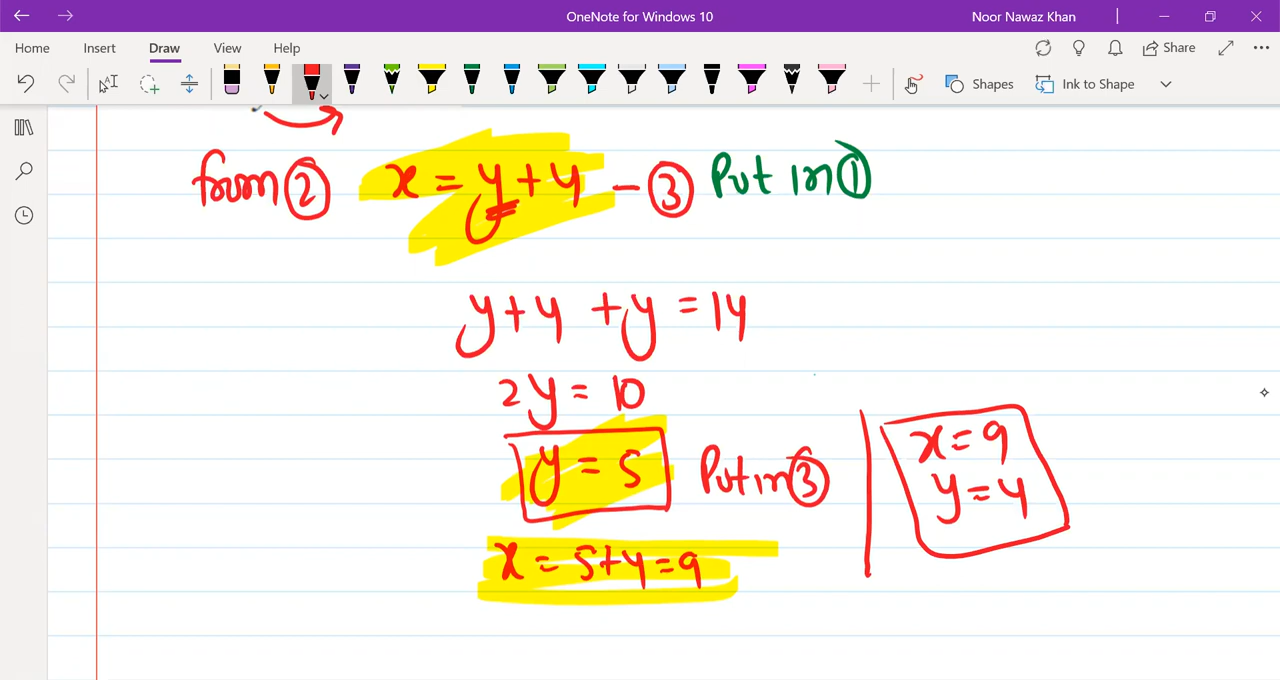 OneNote for Windows 10
Noor Nawaz Khan
Home Insert Draw View Help
Share
Shapes Ink to Shape
from ② x = y + 4 - ③ Put in ①
y + 4 + y = 14
2y = 10
y = 5 Put in ③
x = 5 + 4 = 9
x = 9
y = 4